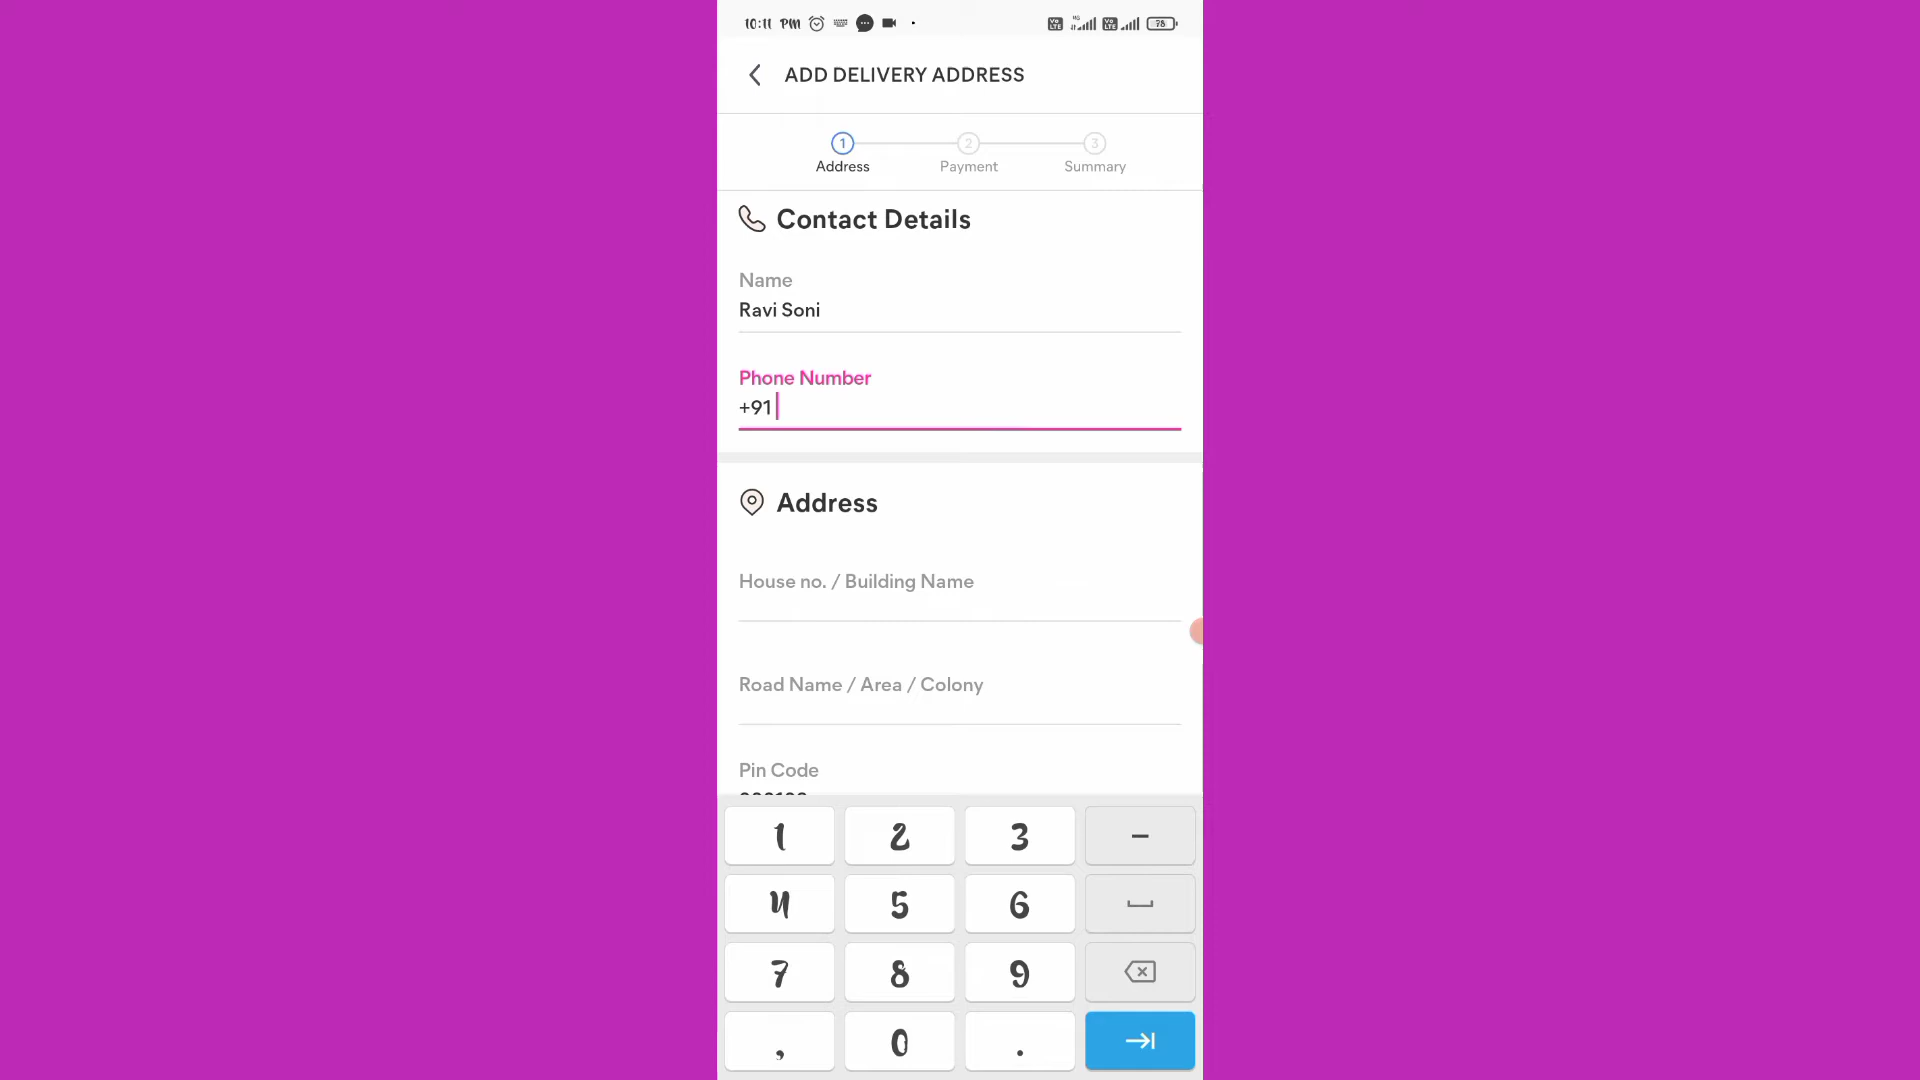 10:11 PM
78
ADD DELIVERY ADDRESS
1 2 3
Address Payment Summary
Contact Details
Name
Ravi Soni
Phone Number
+91
Address
House no. / Building Name
Road Name / Area / Colony
Pin Code
1 2 3 -
4 5 6
7 8 9
, 0 .